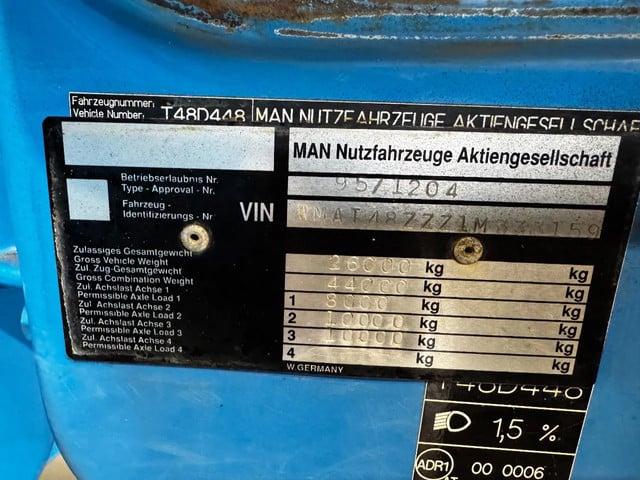 Fahrzeugnummer:
Vehicle Number: T48D448 MAN NUTZFAHRZEUGE AKTIENGESELLSCHAF
MAN Nutzfahrzeuge Aktiengesellschaft
Betriebserlaubnis Nr.
Type - Approval - Nr. 95/1204
Fahrzeug -
Identifizierungs - Nr VIN WMAT48ZZZ1M333159
Zulassiges Gesamtgewicht
Gross Vehicle Weight 26000 kg kg
Zul. Zug-Gesamtgewicht
Gross Combination Weight 44000 kg kg
Zul. Achslast Achse 1
Permissible Axle Load 1 1 8000 kg kg
Zul. Achslast Achse 2
Permissible Axle Load 2 2 10000 kg kg
Zul. Achslast Achse 3
Permissible Axle Load 3 3 10000 kg kg
Zul. Achslast Achse 4
Permissible Axle Load 4 4 kg kg
W.GERMANY
T48D448
1,5 %
ADR1 00 0006